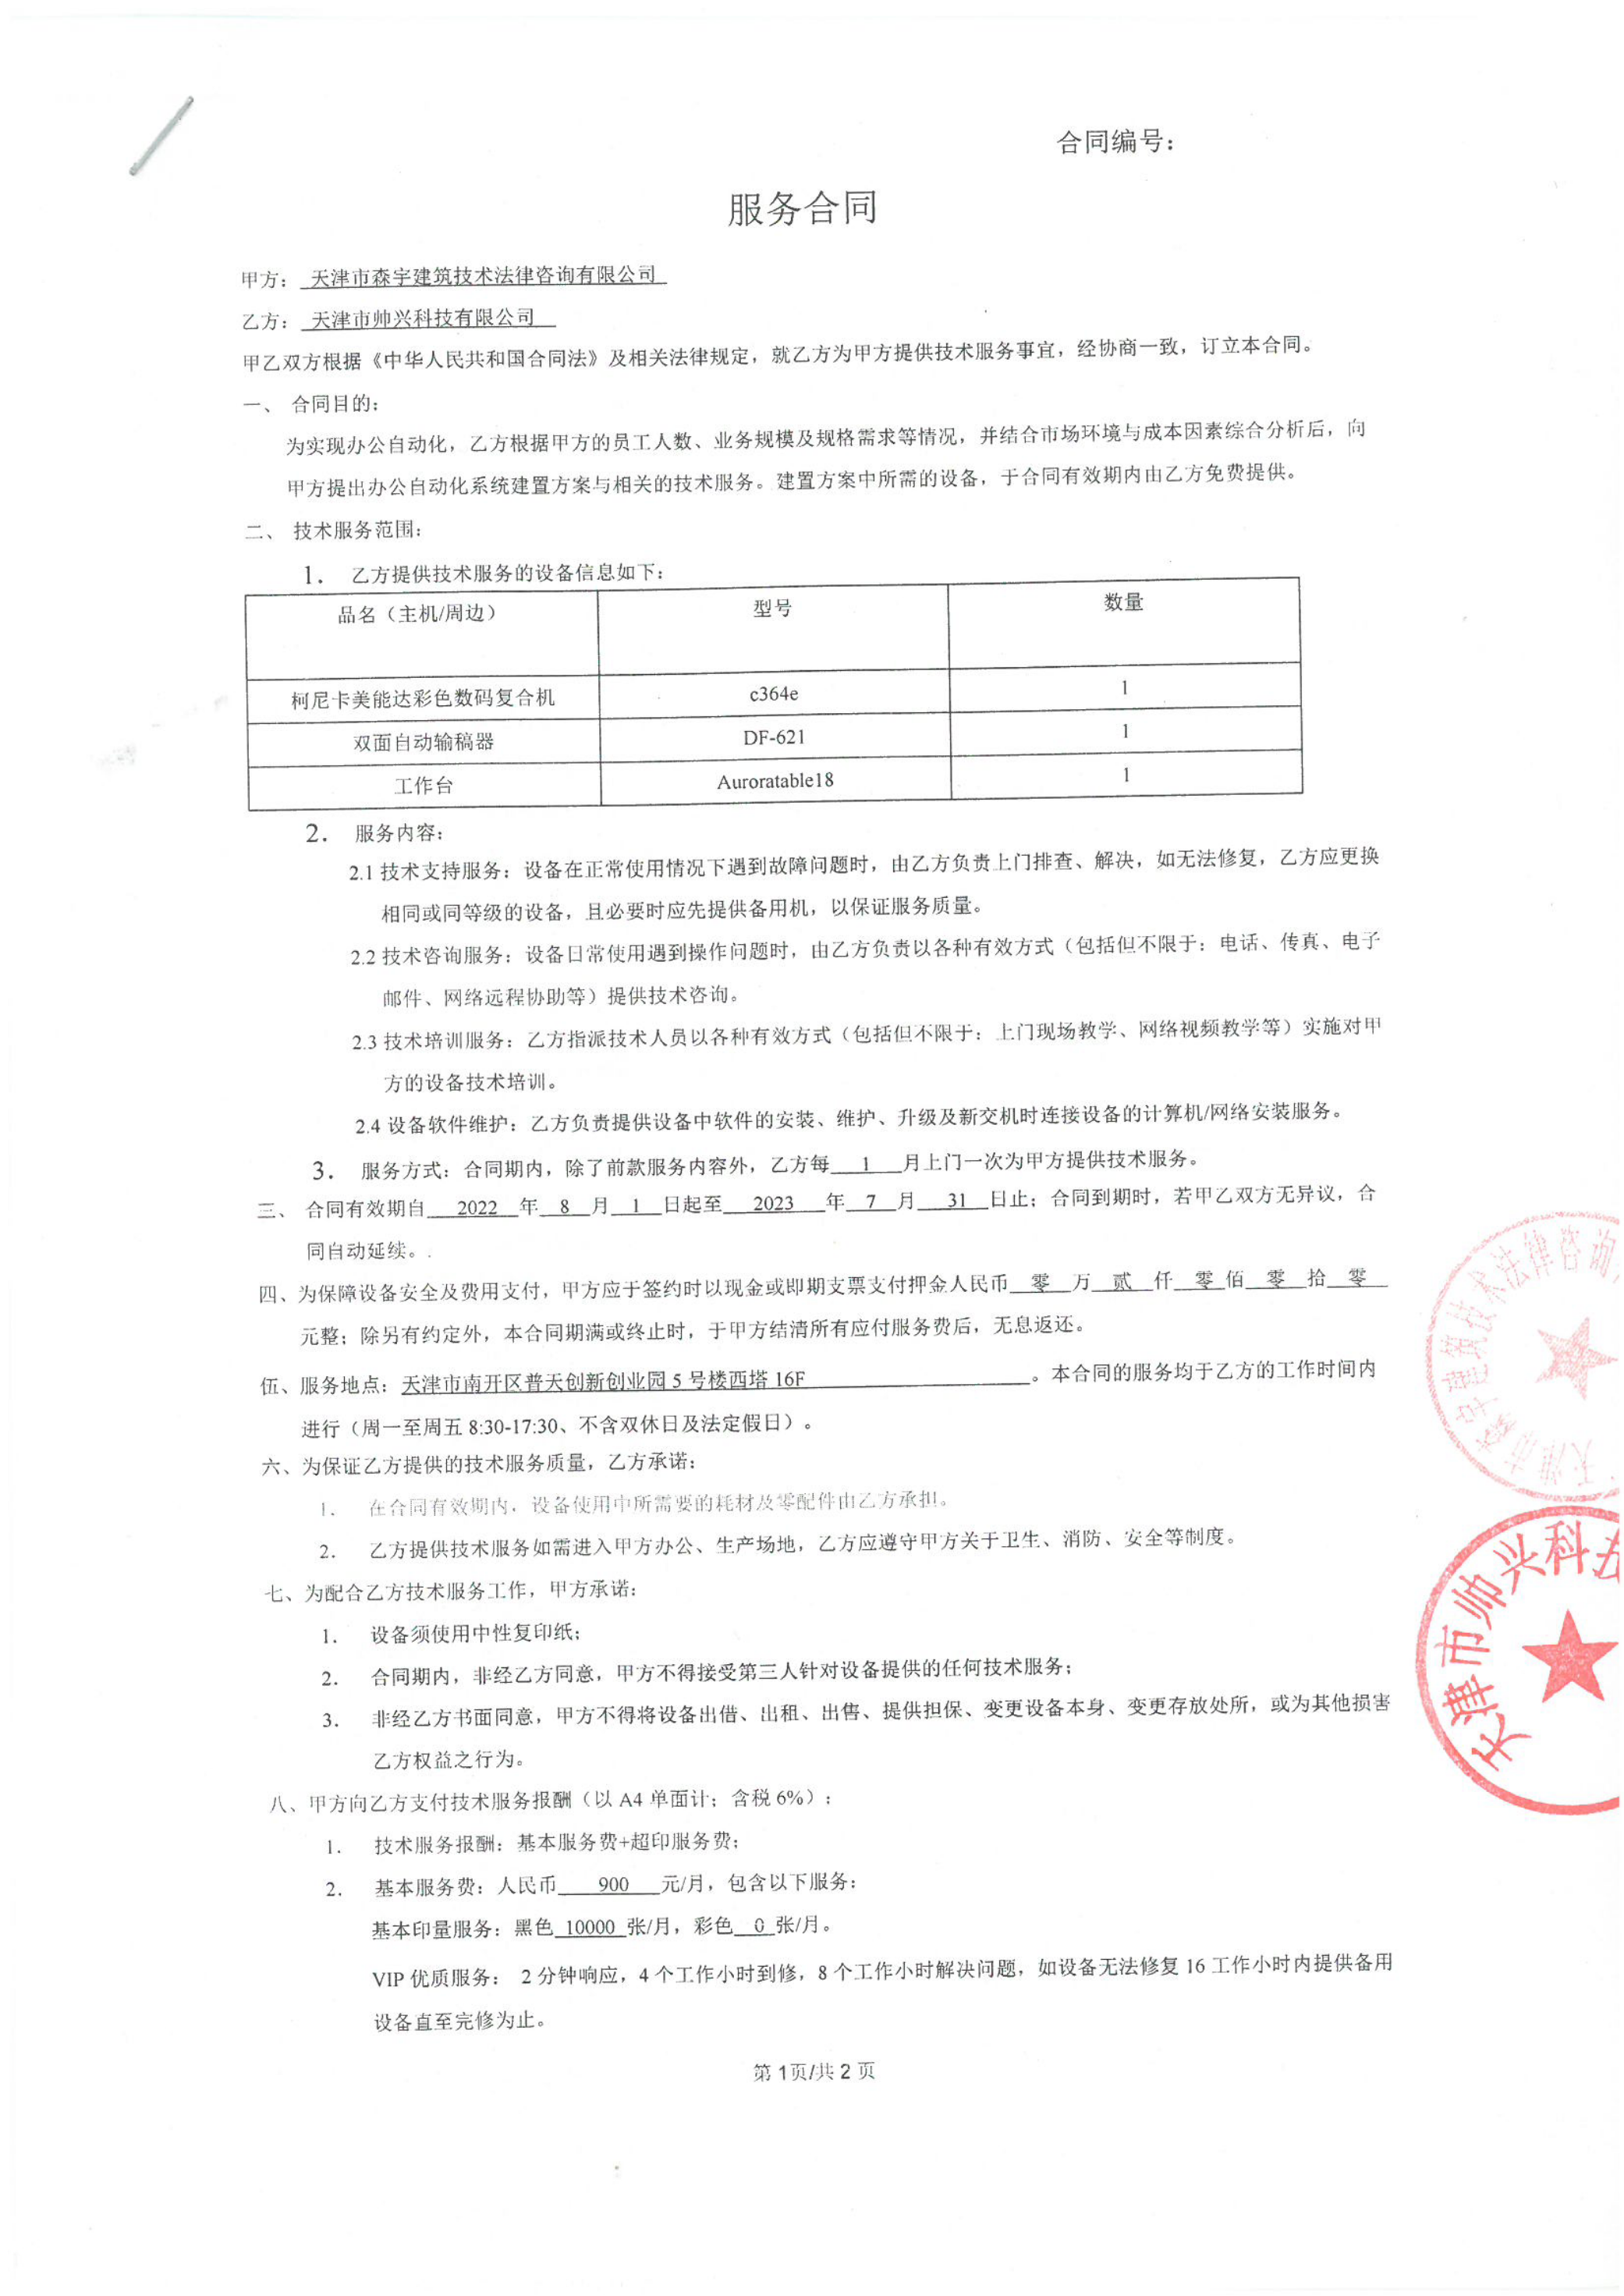 合同编号：
服务合同
甲方： 天津市森宇建筑技术法律咨询有限公司
乙方： 天津市帅兴科技有限公司
甲乙双方根据《中华人民共和国合同法》及相关法律规定，就乙方为甲方提供技术服务事宜，经协商一致，订立本合同。
一、 合同目的：
为实现办公自动化，乙方根据甲方的员工人数、业务规模及规格需求等情况，并结合市场环境与成本因素综合分析后，向
甲方提出办公自动化系统建置方案与相关的技术服务。建置方案中所需的设备，于合同有效期内由乙方免费提供。
二、 技术服务范围：
1. 乙方提供技术服务的设备信息如下：
品名（主机/周边） 型号 数量
柯尼卡美能达彩色数码复合机 c364e 1
双面自动输稿器 DF-621 1
工作台 Auroratable18 1
2. 服务内容：
2.1 技术支持服务：设备在正常使用情况下遇到故障问题时，由乙方负责上门排查、解决，如无法修复，乙方应更换
相同或同等级的设备，且必要时应先提供备用机，以保证服务质量。
2.2 技术咨询服务：设备日常使用遇到操作问题时，由乙方负责以各种有效方式（包括但不限于：电话、传真、电子
邮件、网络远程协助等）提供技术咨询。
2.3 技术培训服务：乙方指派技术人员以各种有效方式（包括但不限于：上门现场教学、网络视频教学等）实施对甲
方的设备技术培训。
2.4 设备软件维护：乙方负责提供设备中软件的安装、维护、升级及新交机时连接设备的计算机/网络安装服务。
3. 服务方式：合同期内，除了前款服务内容外，乙方每 1 月上门一次为甲方提供技术服务。
三、 合同有效期自 2022 年 8 月 1 日起至 2023 年 7 月 31 日止；合同到期时，若甲乙双方无异议，合
同自动延续。.
四、为保障设备安全及费用支付，甲方应于签约时以现金或即期支票支付押金人民币 零 万 贰 仟 零 佰 零 拾 零
元整；除另有约定外，本合同期满或终止时，于甲方结清所有应付服务费后，无息返还。
伍、服务地点：天津市南开区普天创新创业园 5 号楼西塔 16F 。本合同的服务均于乙方的工作时间内
进行（周一至周五 8:30-17:30、不含双休日及法定假日）。
六、为保证乙方提供的技术服务质量，乙方承诺：
1. 在合同有效期内，设备使用中所需要的耗材及零配件由乙方承担。
2. 乙方提供技术服务如需进入甲方办公、生产场地，乙方应遵守甲方关于卫生、消防、安全等制度。
七、为配合乙方技术服务工作，甲方承诺：
1. 设备须使用中性复印纸；
2. 合同期内，非经乙方同意，甲方不得接受第三人针对设备提供的任何技术服务；
3. 非经乙方书面同意，甲方不得将设备出借、出租、出售、提供担保、变更设备本身、变更存放处所，或为其他损害
乙方权益之行为。
八、甲方向乙方支付技术服务报酬（以 A4 单面计；含税 6%）：
1. 技术服务报酬：基本服务费+超印服务费；
2. 基本服务费：人民币 900 元/月，包含以下服务：
基本印量服务：黑色 10000 张/月，彩色 0 张/月。
VIP 优质服务： 2 分钟响应，4 个工作小时到修，8 个工作小时解决问题，如设备无法修复 16 工作小时内提供备用
设备直至完修为止。
第 1页/共 2 页
天津市森宇建筑技术法律咨询
天津市帅兴科